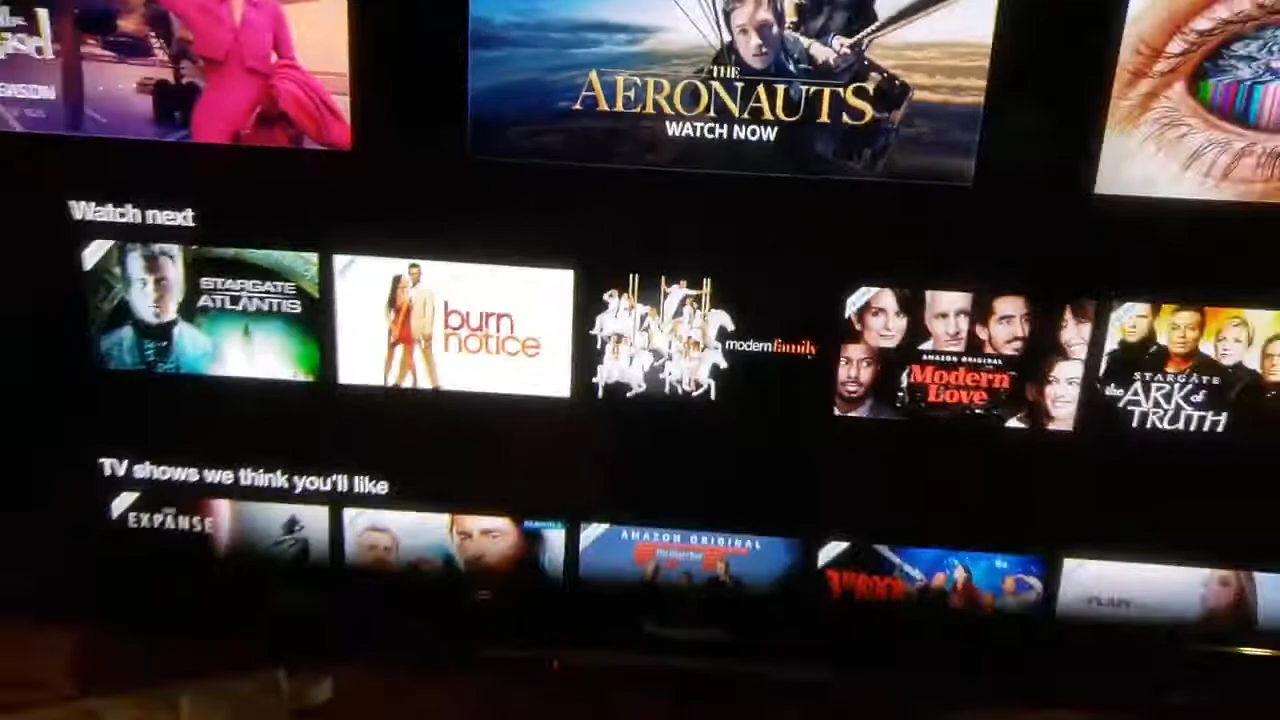 THE
AERONAUTS
WATCH NOW
Watch next
STARGATE
ATLANTIS
burn
notice
modernfamily
AMAZON ORIGINAL
Modern
Love
STARGATE
the ARK of
TRUTH
TV shows we think you'll like
THE
EXPANSE
AMAZON ORIGINAL